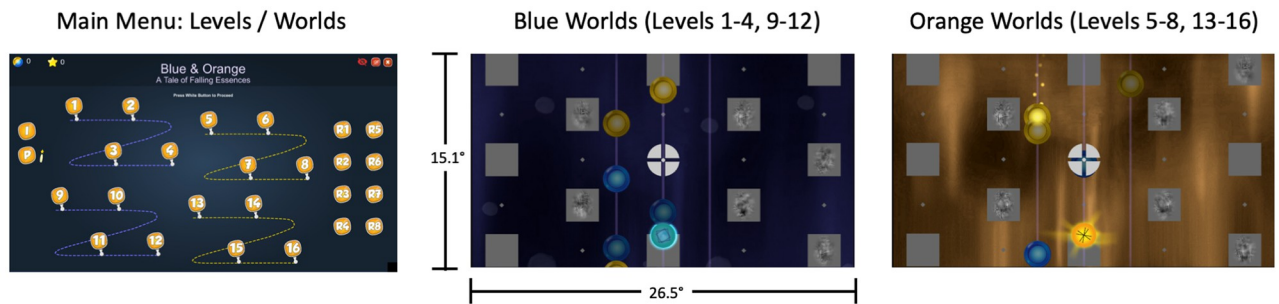 Main Menu: Levels / Worlds
Blue Worlds (Levels 1-4, 9-12)
Orange Worlds (Levels 5-8, 13-16)
0
0
Blue & Orange
A Tale of Falling Essences
Press White Button to Proceed
1
2
5
6
R1
R5
I
P
i
3
4
7
8
R2
R6
9
10
13
14
R3
R7
R4
R8
11
12
15
16
15.1°
26.5°